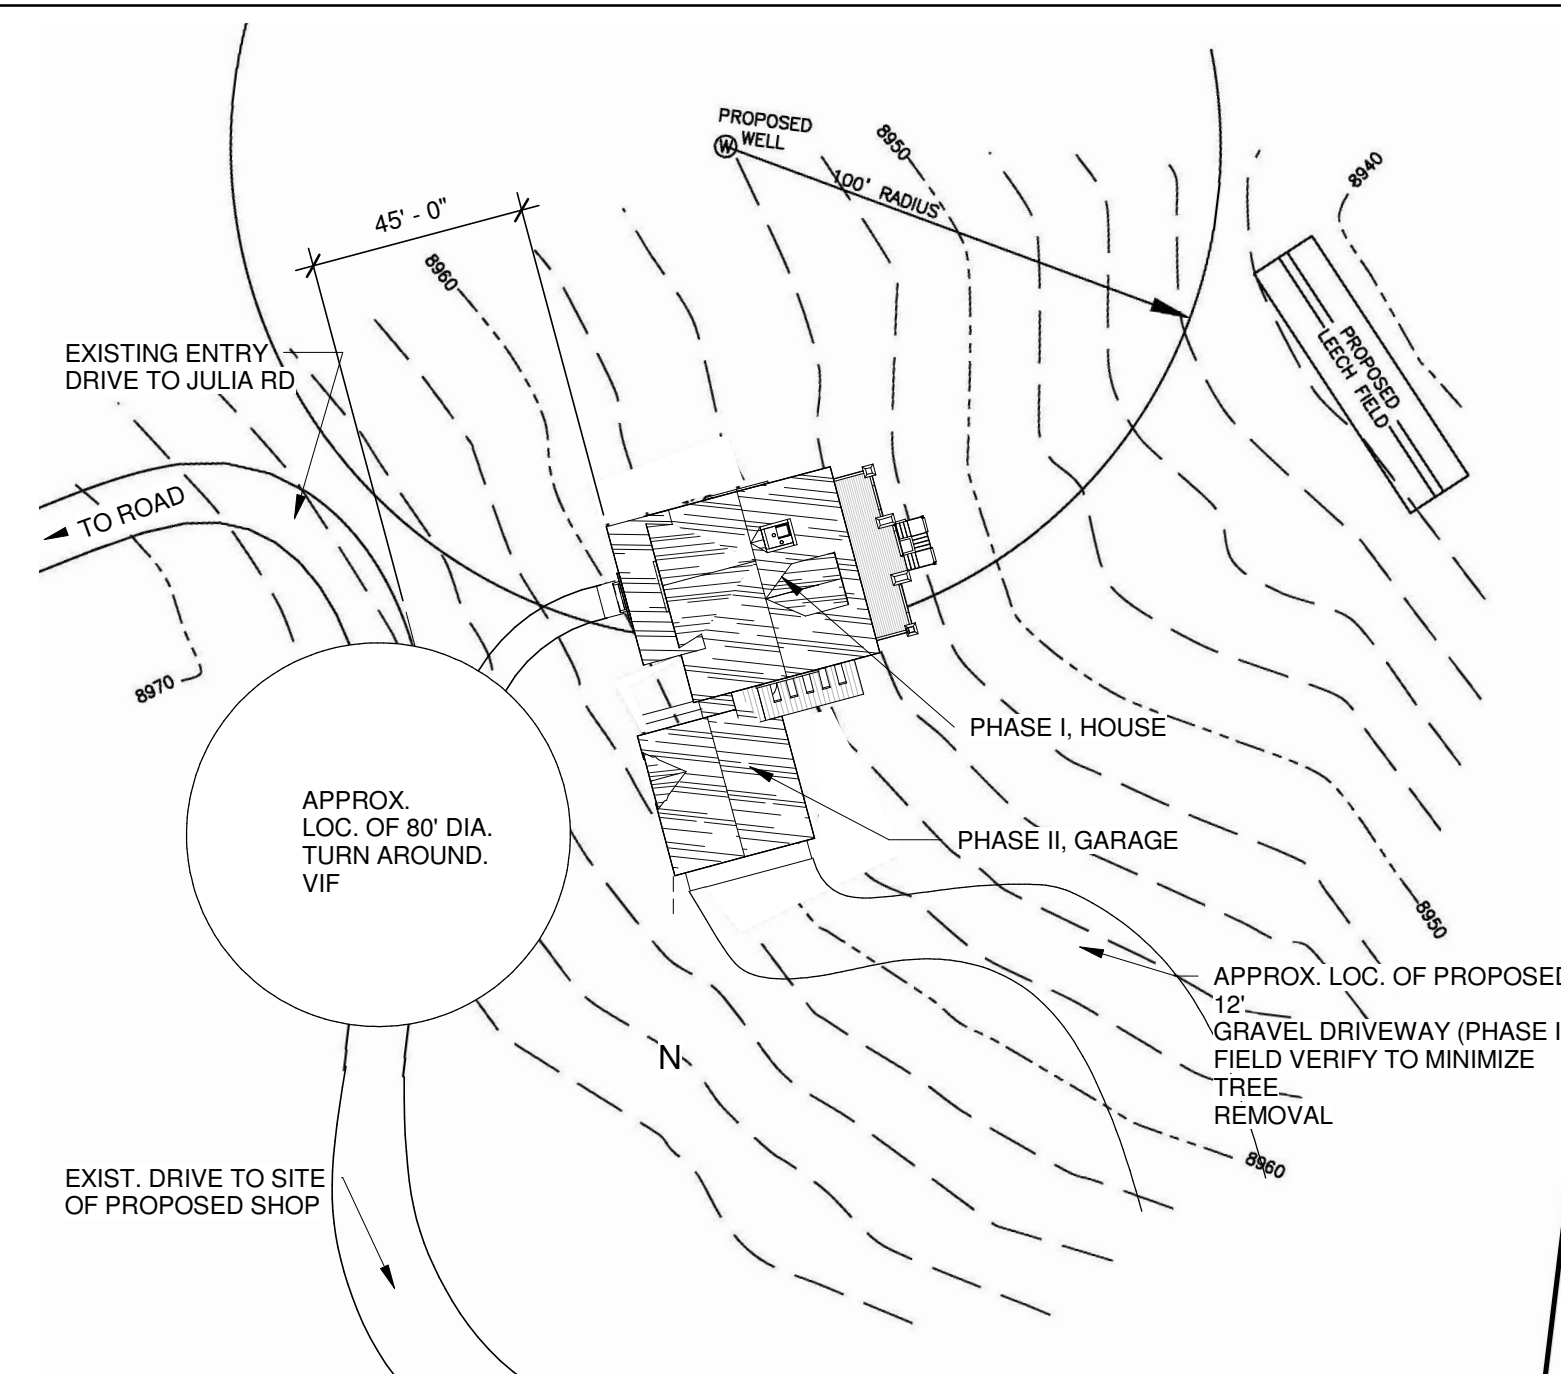 PROPOSED
WELL
W
8950
100' RADIUS
8940
45' - 0"
8960
EXISTING ENTRY
DRIVE TO JULIA RD
PROPOSED
LEECH FIELD
TO ROAD
8970
PHASE I, HOUSE
APPROX.
LOC. OF 80' DIA.
TURN AROUND.
VIF
PHASE II, GARAGE
8950
APPROX. LOC. OF PROPOSED
12'
GRAVEL DRIVEWAY (PHASE I
FIELD VERIFY TO MINIMIZE
TREE
REMOVAL
N
8960
EXIST. DRIVE TO SITE
OF PROPOSED SHOP